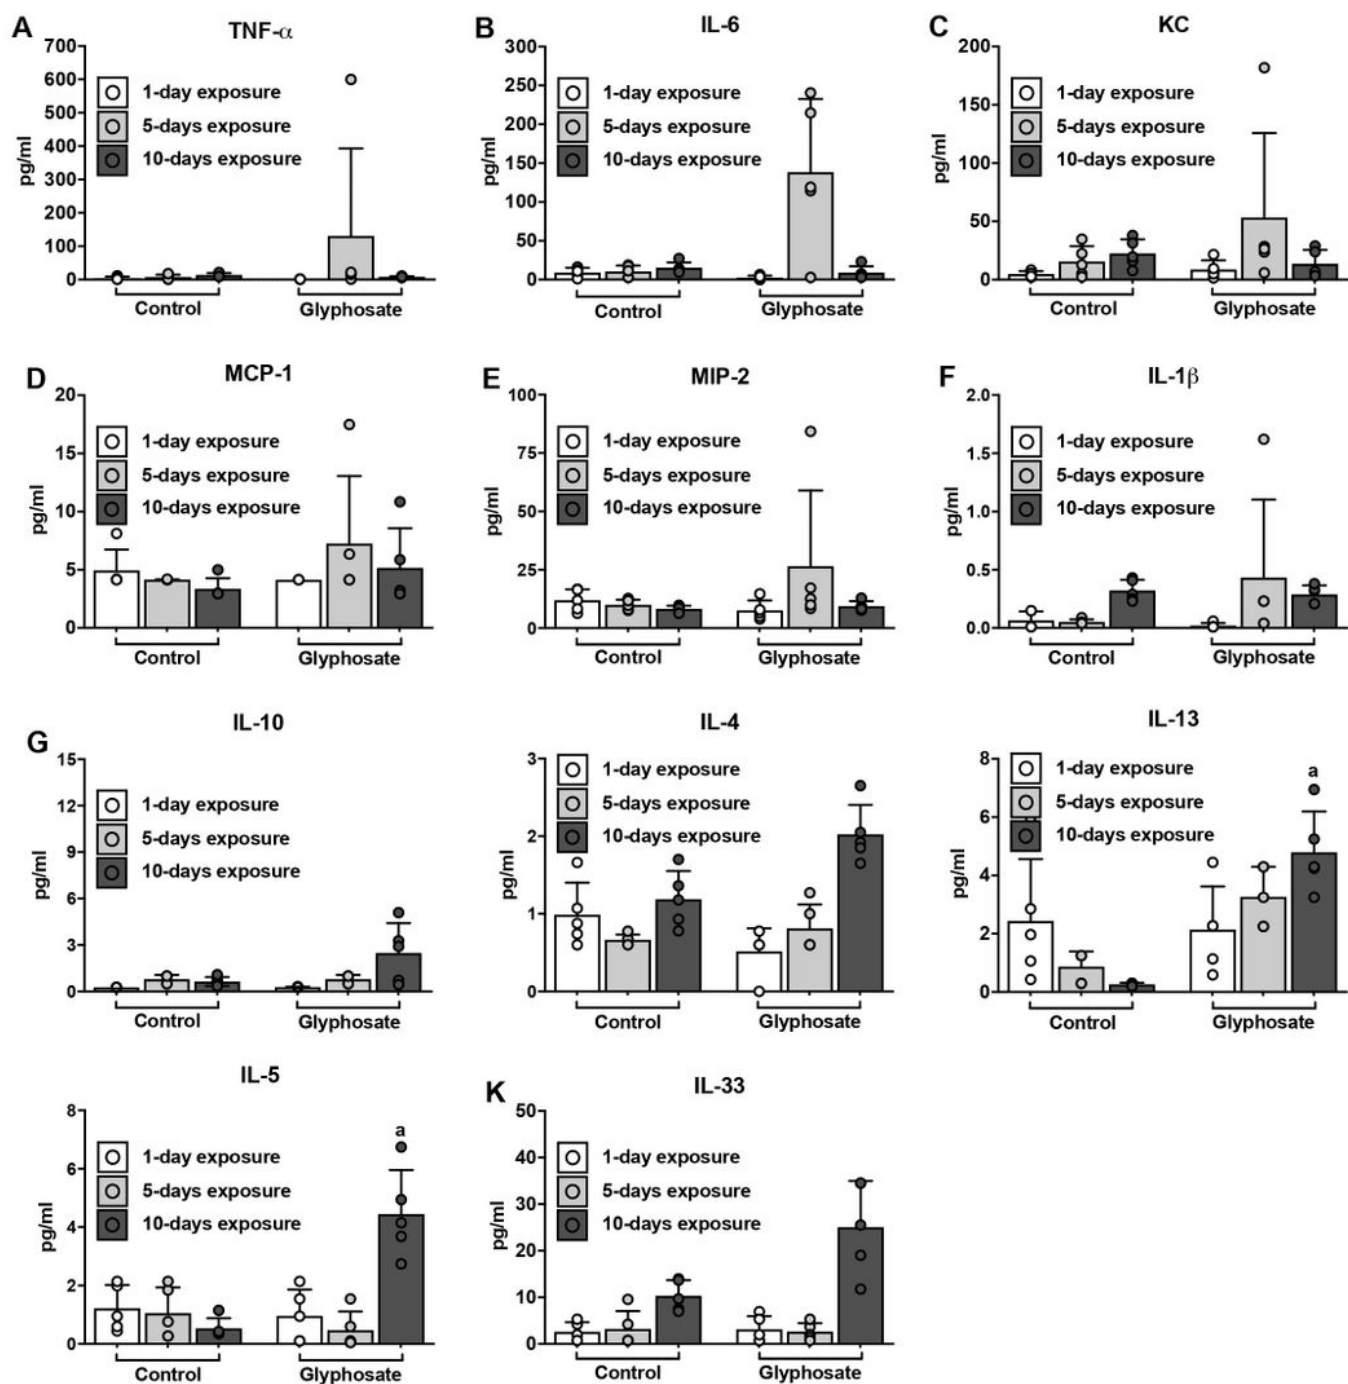 A
TNF-α
700
600
500
400
300
200
100
0
pg/ml
1-day exposure
5-days exposure
10-days exposure
Control
Glyphosate
B
IL-6
300
250
200
150
100
50
0
pg/ml
1-day exposure
5-days exposure
10-days exposure
Control
Glyphosate
C
KC
200
150
100
50
0
pg/ml
1-day exposure
5-days exposure
10-days exposure
Control
Glyphosate
D
MCP-1
20
15
10
5
0
pg/ml
1-day exposure
5-days exposure
10-days exposure
Control
Glyphosate
E
MIP-2
100
75
50
25
0
pg/ml
1-day exposure
5-days exposure
10-days exposure
Control
Glyphosate
F
IL-1β
2.0
1.5
1.0
0.5
0.0
pg/ml
1-day exposure
5-days exposure
10-days exposure
Control
Glyphosate
G
IL-10
15
12
9
6
3
0
pg/ml
1-day exposure
5-days exposure
10-days exposure
Control
Glyphosate
IL-4
3
2
1
0
pg/ml
1-day exposure
5-days exposure
10-days exposure
Control
Glyphosate
IL-13
8
6
4
2
0
pg/ml
1-day exposure
5-days exposure
10-days exposure
a
Control
Glyphosate
IL-5
8
6
4
2
0
pg/ml
1-day exposure
5-days exposure
10-days exposure
a
Control
Glyphosate
K
IL-33
50
40
30
20
10
0
pg/ml
1-day exposure
5-days exposure
10-days exposure
Control
Glyphosate